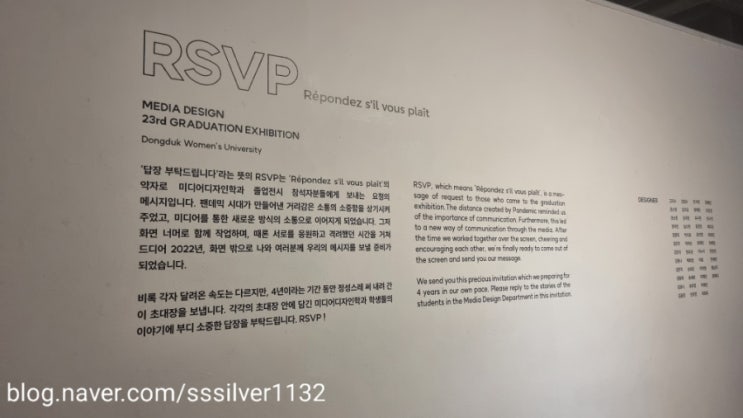 RSVP
Répondez s'il vous plaît
MEDIA DESIGN
23rd GRADUATION EXHIBITION
Dongduk Women's University
'답장 부탁드립니다'라는 뜻의 RSVP는 'Répondez s'il vous plaît'의
약자로 미디어디자인학과 졸업전시 참석자분들에게 보내는 요청의
메시지입니다. 팬데믹 시대가 만들어낸 거리감은 소통의 소중함을 상기시켜
주었고, 미디어를 통한 새로운 방식의 소통으로 이어지게 되었습니다. 그저
화면 너머로 함께 작업하며, 때론 서로를 응원하고 격려했던 시간을 거쳐
드디어 2022년, 화면 밖으로 나와 여러분께 우리의 메시지를 보낼 준비가
되었습니다.
비록 각자 달려온 속도는 다르지만, 4년이라는 기간 동안 정성스레 써 내려 간
이 초대장을 보냅니다. 각각의 초대장 안에 담긴 미디어디자인학과 학생들의
이야기에 부디 소중한 답장을 부탁드립니다. RSVP !
RSVP, which means 'Répondez s'il vous plaît', is a mes-
sage of request to those who come to the graduation
exhibition. The distance created by Pandemic reminded us
of the importance of communication. Furthermore, this led
to a new way of communication through the media. After
the time we worked together over the screen, cheering and
encouraging each other, we're finally ready to come out of
the screen and send you our message.
We send you this precious invitation which we preparing for
4 years in our own pace. Please reply to the stories of the
students in the Media Design Department in this invitation.
DESIGNER
blog.naver.com/sssilver1132